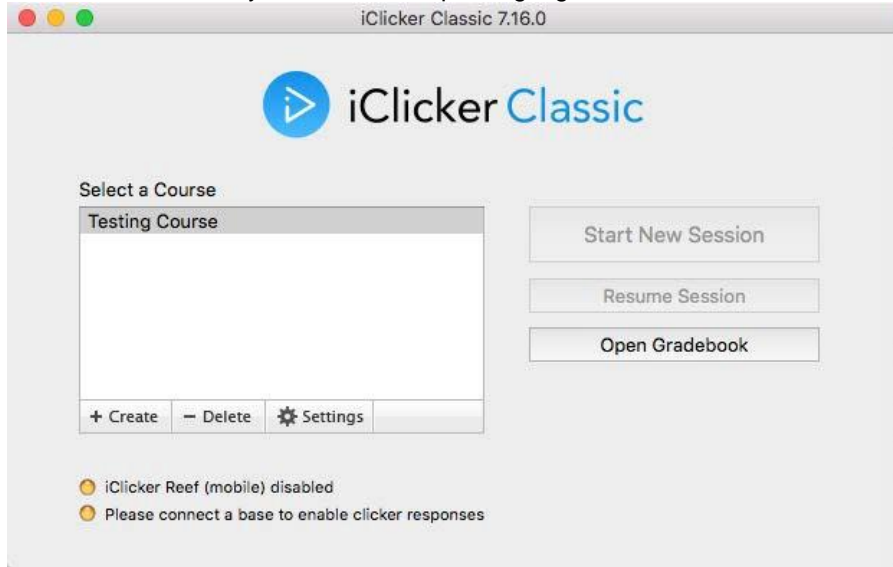 iClicker Classic 7.16.0
iClicker Classic
Select a Course
Testing Course
Start New Session
Resume Session
Open Gradebook
+ Create − Delete Settings
iClicker Reef (mobile) disabled
Please connect a base to enable clicker responses